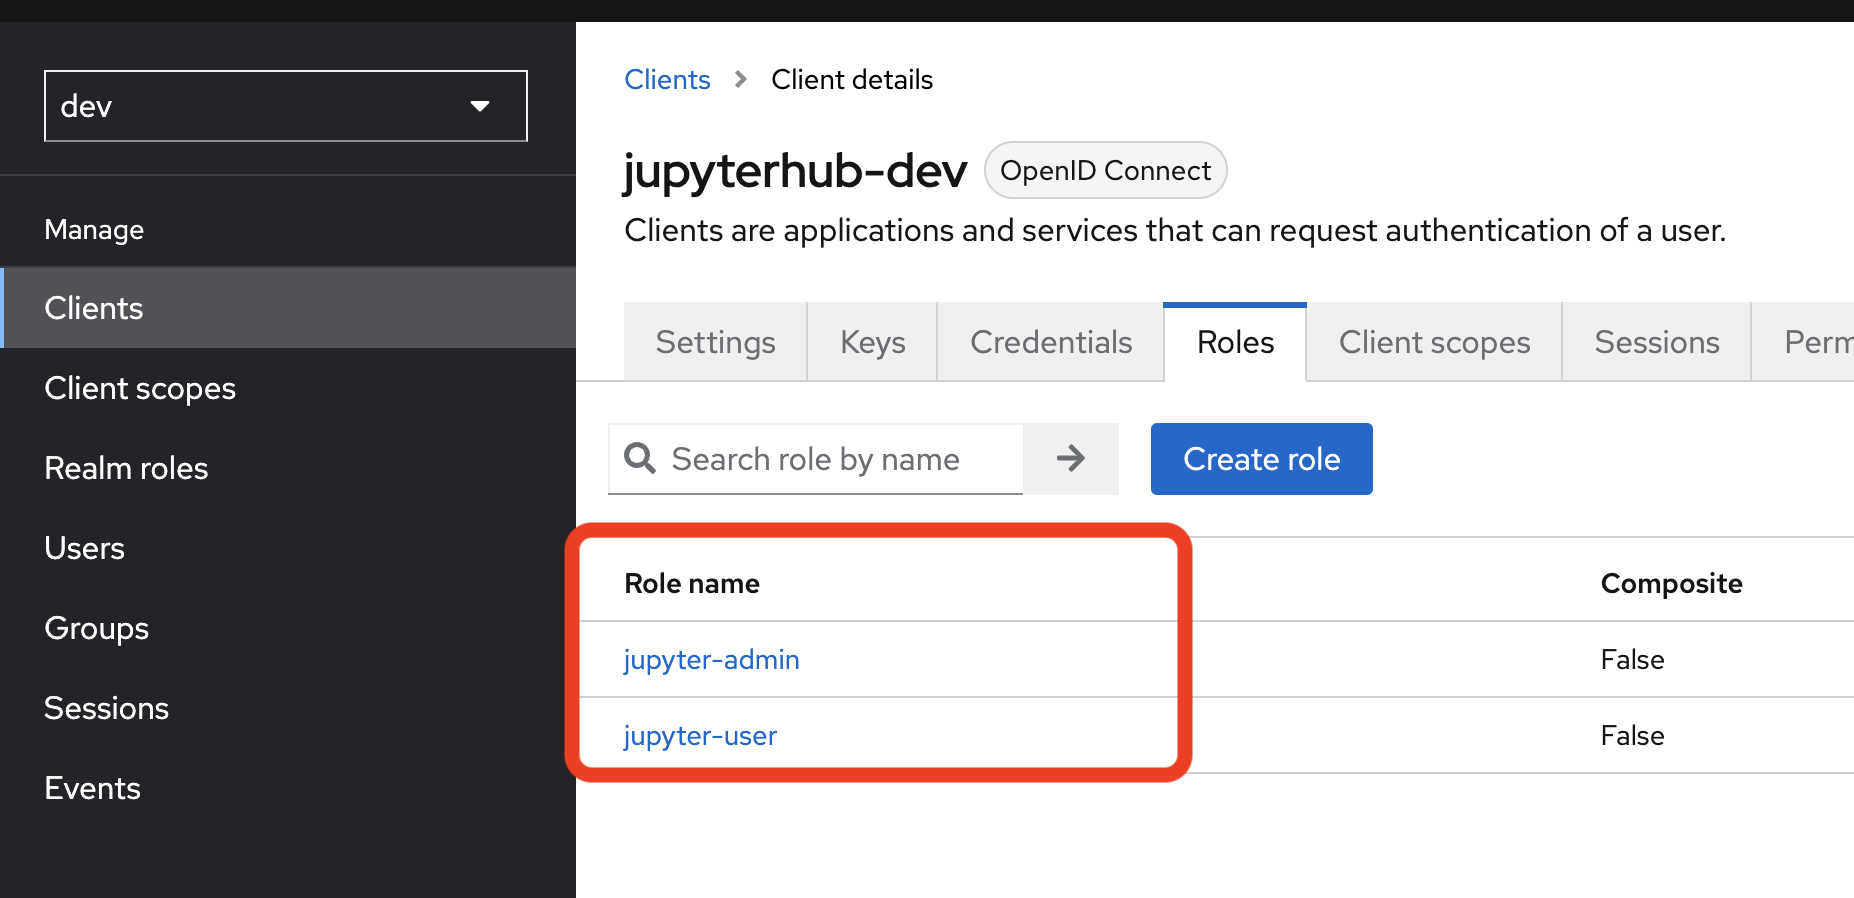 dev
Manage
Clients
Client scopes
Realm roles
Users
Groups
Sessions
Events
Clients > Client details
jupyterhub-dev OpenID Connect
Clients are applications and services that can request authentication of a user.
Settings Keys Credentials Roles Client scopes Sessions Perm
Search role by name Create role
Role name Composite
jupyter-admin False
jupyter-user False